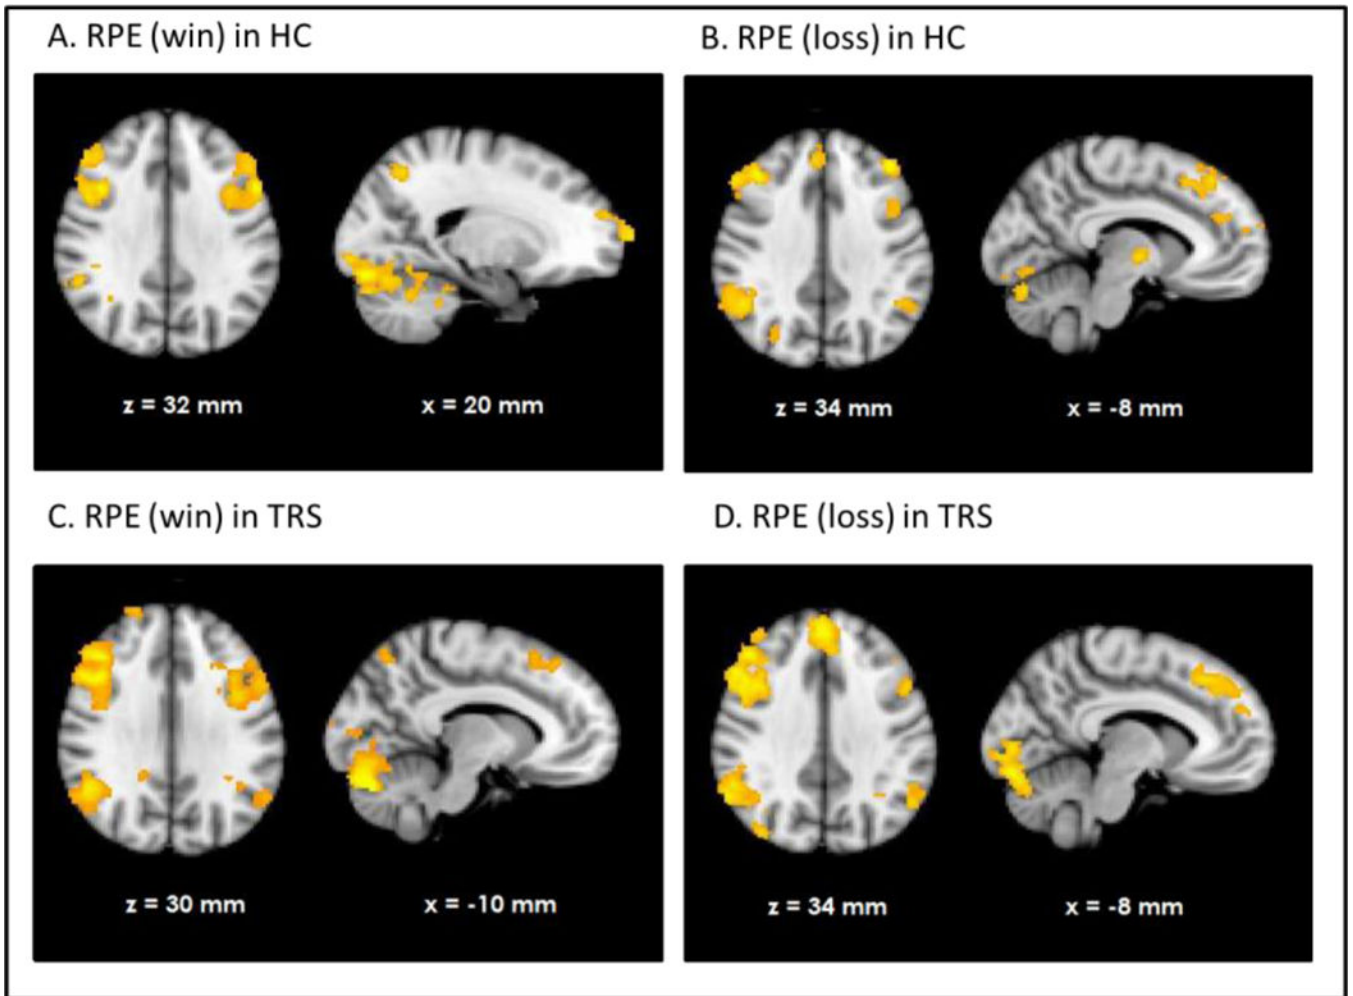 A. RPE (win) in HC
B. RPE (loss) in HC
z = 32 mm
x = 20 mm
z = 34 mm
x = -8 mm
C. RPE (win) in TRS
D. RPE (loss) in TRS
z = 30 mm
x = -10 mm
z = 34 mm
x = -8 mm